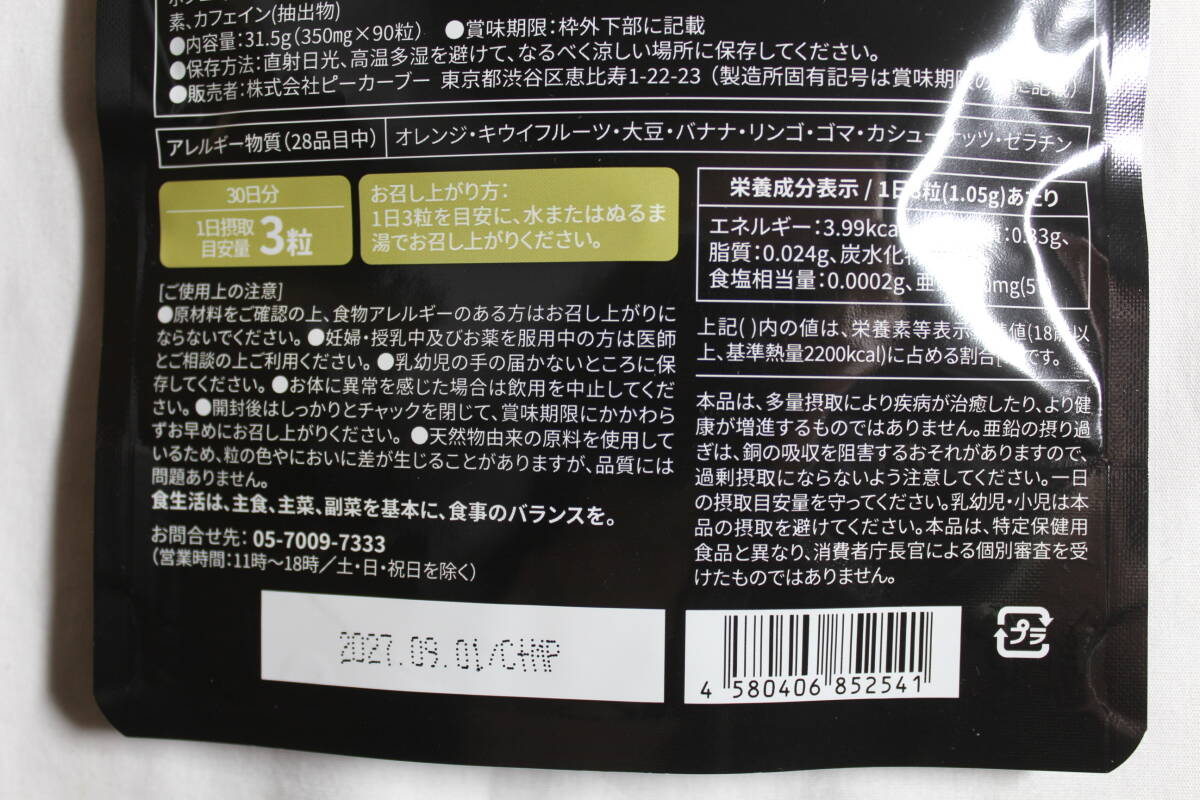 素、カフェイン(抽出物)
●内容量:31.5g(350mg×90粒) ●賞味期限:枠外下部に記載
●保存方法:直射日光、高温多湿を避けて、なるべく涼しい場所に保存してください。
●販売者:株式会社ピーカーブー 東京都渋谷区恵比寿1-22-23 (製造所固有記号は賞味期限の に記載)
アレルギー物質(28品目中) オレンジ・キウイフルーツ・大豆・バナナ・リンゴ・ゴマ・カシューナッツ・ゼラチン
30日分
1日摂取
目安量 3粒
お召し上がり方:
1日3粒を目安に、水またはぬるま
湯でお召し上がりください。
[ご使用上の注意]
●原材料をご確認の上、食物アレルギーのある方はお召し上がりに
ならないでください。●妊婦・授乳中及びお薬を服用中の方は医師
とご相談の上ご利用ください。●乳幼児の手の届かないところに保
存してください。●お体に異常を感じた場合は飲用を中止してくだ
さい。●開封後はしっかりとチャックを閉じて、賞味期限にかかわら
ずお早めにお召し上がりください。●天然物由来の原料を使用して
いるため、粒の色やにおいに差が生じることがありますが、品質には
問題ありません。
食生活は、主食、主菜、副菜を基本に、食事のバランスを。
お問合せ先: 05-7009-7333
(営業時間:11時〜18時/土・日・祝日を除く)
栄養成分表示 / 1日3粒(1.05g)あたり
エネルギー:3.99kcal :0.33g、
脂質:0.024g、炭水化物
食塩相当量:0.0002g、亜 mg(5
上記( )内の値は、栄養素等表示基準値(18歳以
上、基準熱量2200kcal)に占める割合 です。
本品は、多量摂取により疾病が治癒したり、より健
康が増進するものではありません。亜鉛の摂り過
ぎは、銅の吸収を阻害するおそれがありますので、
過剰摂取にならないよう注意してください。一日
の摂取目安量を守ってください。乳幼児・小児は本
品の摂取を避けてください。本品は、特定保健用
食品と異なり、消費者庁長官による個別審査を受
けたものではありません。
2027.09.01/CHMP
4 580406 852541
プラ